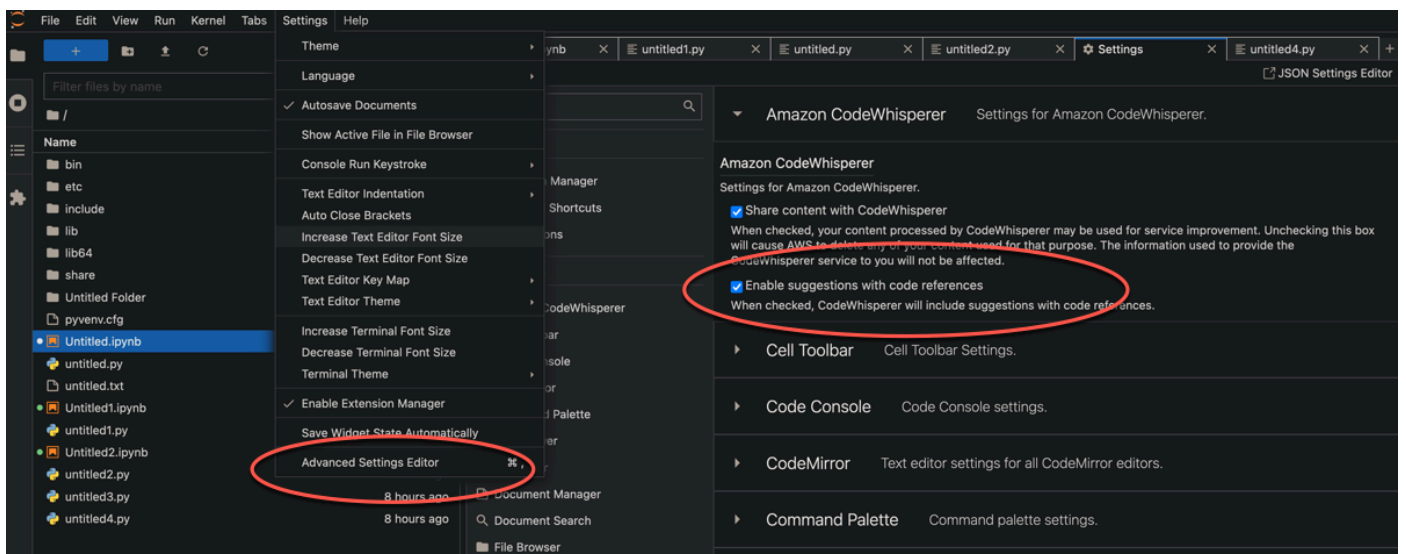 File Edit View Run Kernel Tabs Settings Help
+
Filter files by name
/
Name
bin
etc
include
lib
lib64
share
Untitled Folder
pyvenv.cfg
Untitled.ipynb
untitled.py
untitled.txt
Untitled1.ipynb
untitled1.py
Untitled2.ipynb
untitled2.py
untitled3.py 8 hours ago
untitled4.py 8 hours ago
Theme
Language
Autosave Documents
Show Active File in File Browser
Console Run Keystroke
Text Editor Indentation
Auto Close Brackets
Increase Text Editor Font Size
Decrease Text Editor Font Size
Text Editor Key Map
Text Editor Theme
Increase Terminal Font Size
Decrease Terminal Font Size
Terminal Theme
Enable Extension Manager
Save Widget State Automatically
Advanced Settings Editor ⌘ ,
ynb untitled1.py untitled.py untitled2.py Settings untitled4.py +
JSON Settings Editor
Manager
Shortcuts
ons
CodeWhisperer
bar
nsole
or
d Palette
er
r
Document Manager
Document Search
File Browser
Amazon CodeWhisperer Settings for Amazon CodeWhisperer.
Amazon CodeWhisperer
Settings for Amazon CodeWhisperer.
Share content with CodeWhisperer
When checked, your content processed by CodeWhisperer may be used for service improvement. Unchecking this box
will cause AWS to delete any of your content used for that purpose. The information used to provide the
CodeWhisperer service to you will not be affected.
Enable suggestions with code references
When checked, CodeWhisperer will include suggestions with code references.
Cell Toolbar Cell Toolbar Settings.
Code Console Code Console settings.
CodeMirror Text editor settings for all CodeMirror editors.
Command Palette Command palette settings.